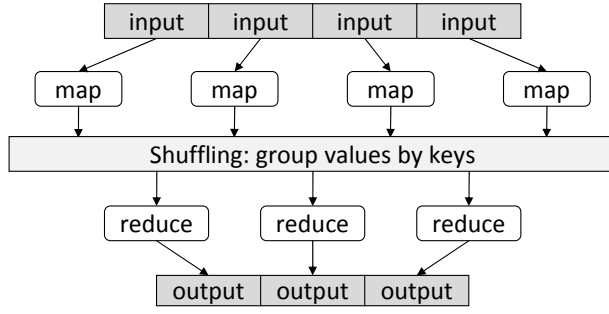 input input input input
map map map map
Shuffling: group values by keys
reduce reduce reduce
output output output